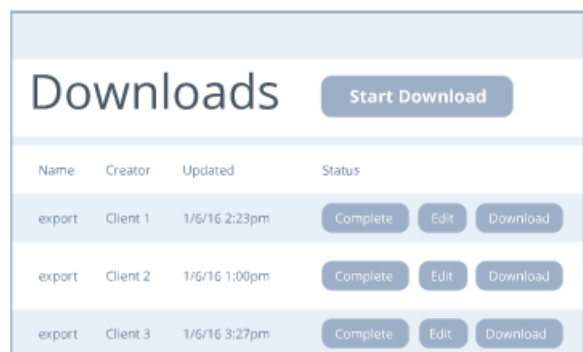 Downloads Start Download
Name Creator Updated Status
export Client 1 1/6/16 2:23pm Complete Edit Download
export Client 2 1/6/16 1:00pm Complete Edit Download
export Client 3 1/6/16 3:27pm Complete Edit Download